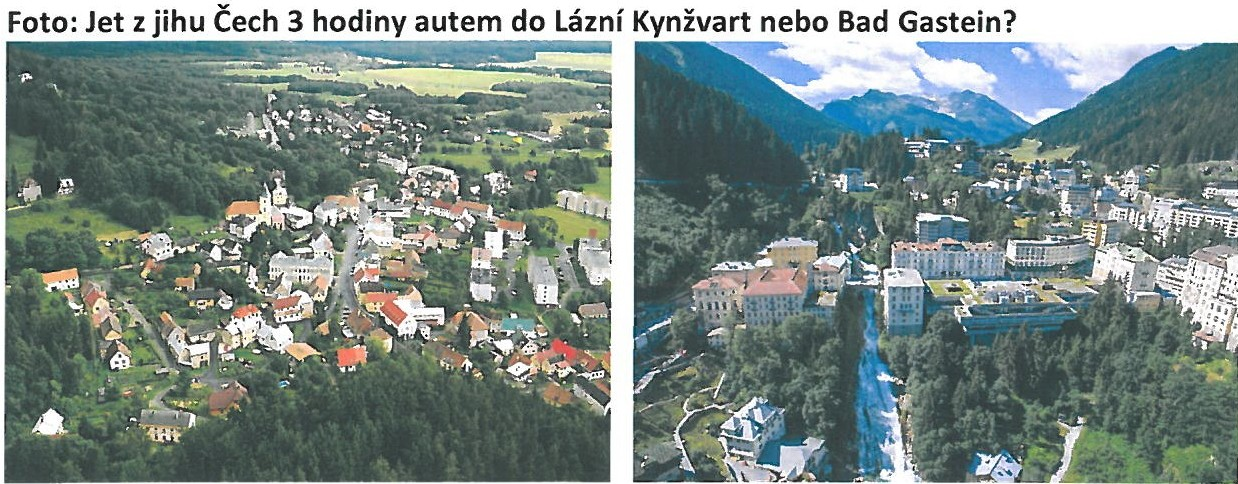 Foto: Jet z jihu Čech 3 hodiny autem do Lázní Kynžvart nebo Bad Gastein?